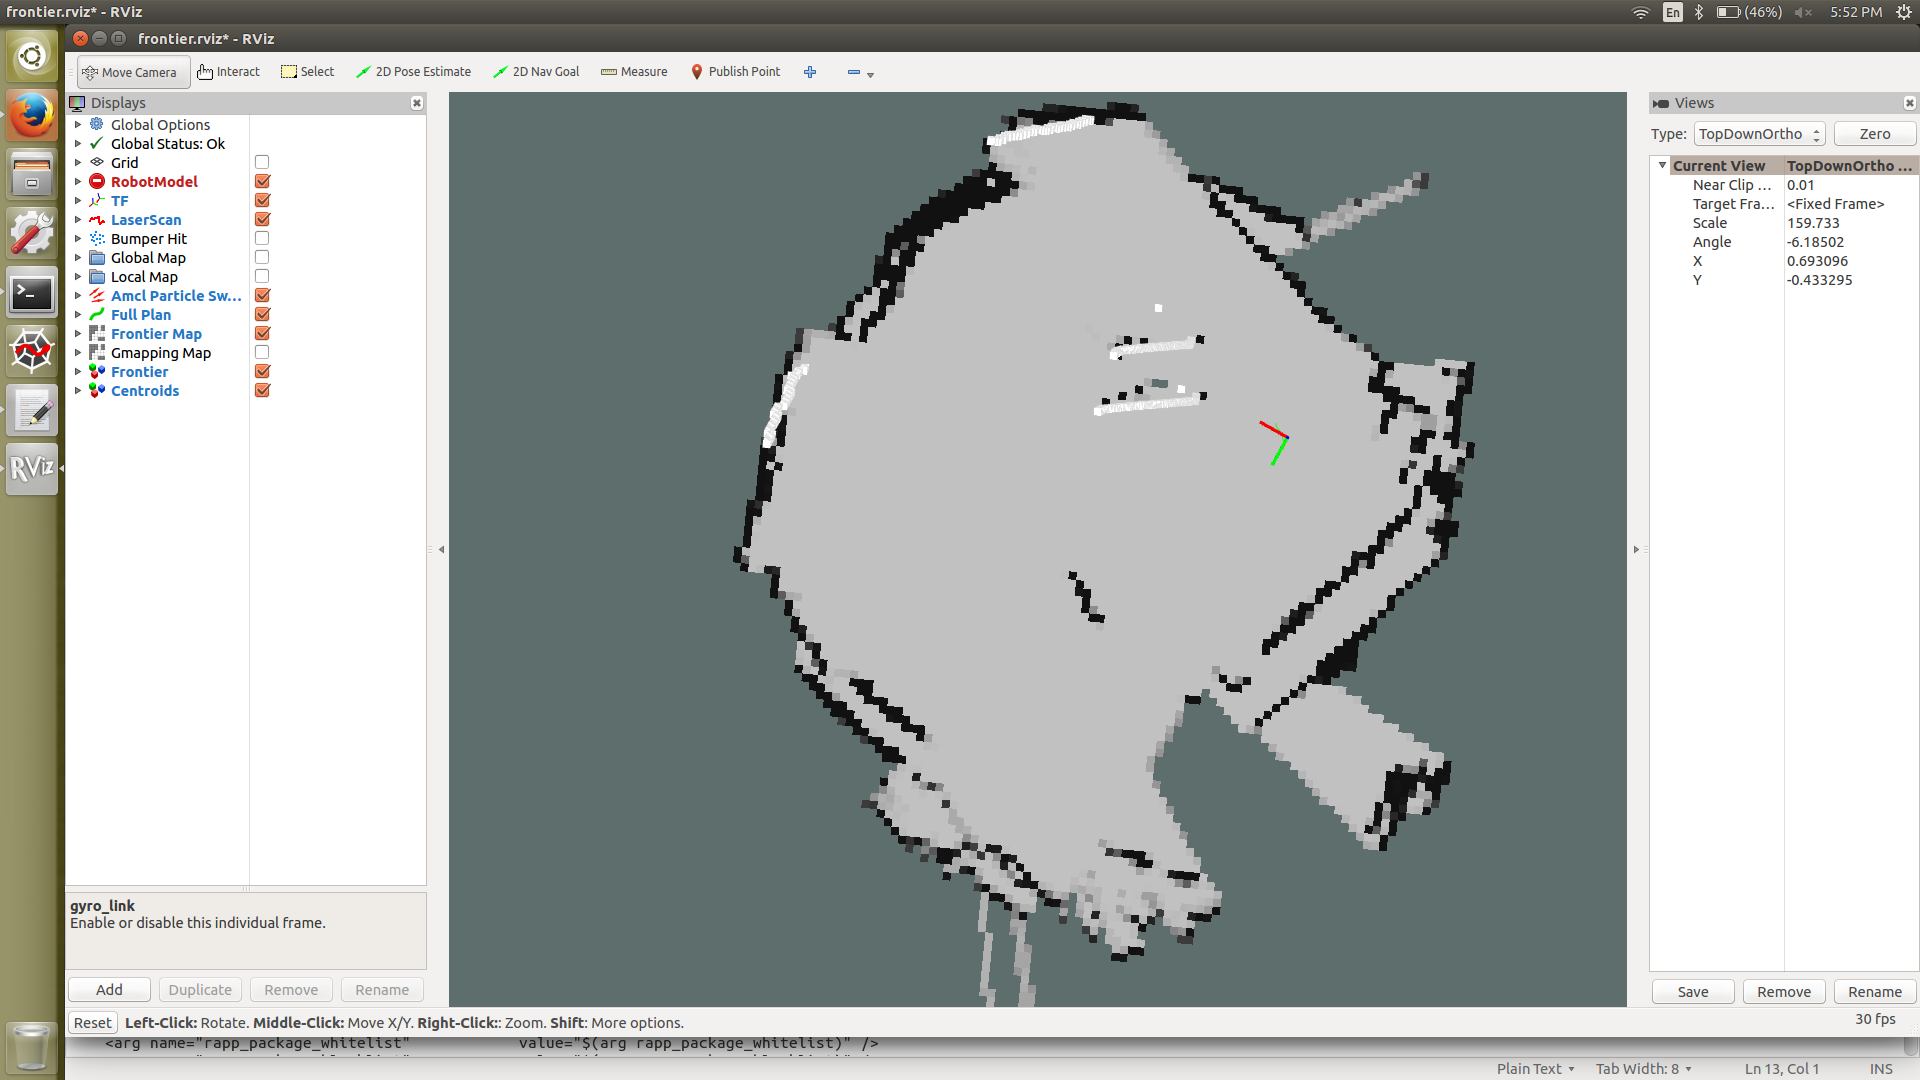 frontier.rviz* - RViz
En
(46%)
5:52 PM
frontier.rviz* - RViz
Move Camera
Interact
Select
2D Pose Estimate
2D Nav Goal
Measure
Publish Point
Displays
Global Options
Global Status: Ok
Grid
RobotModel
TF
LaserScan
Bumper Hit
Global Map
Local Map
Amcl Particle Sw...
Full Plan
Frontier Map
Gmapping Map
Frontier
Centroids
RViz
gyro_link
Enable or disable this individual frame.
Add
Duplicate
Remove
Rename
Views
Type:
TopDownOrtho
Zero
Current View
TopDownOrtho ...
Near Clip ...
0.01
Target Fra...
<Fixed Frame>
Scale
159.733
Angle
-6.18502
X
0.693096
Y
-0.433295
Save
Remove
Rename
Reset
Left-Click: Rotate. Middle-Click: Move X/Y. Right-Click:: Zoom. Shift: More options.
30 fps
<arg name="rapp_package_whitelist" value="$(arg rapp_package_whitelist)" />
Plain Text
Tab Width: 8
Ln 13, Col 1
INS